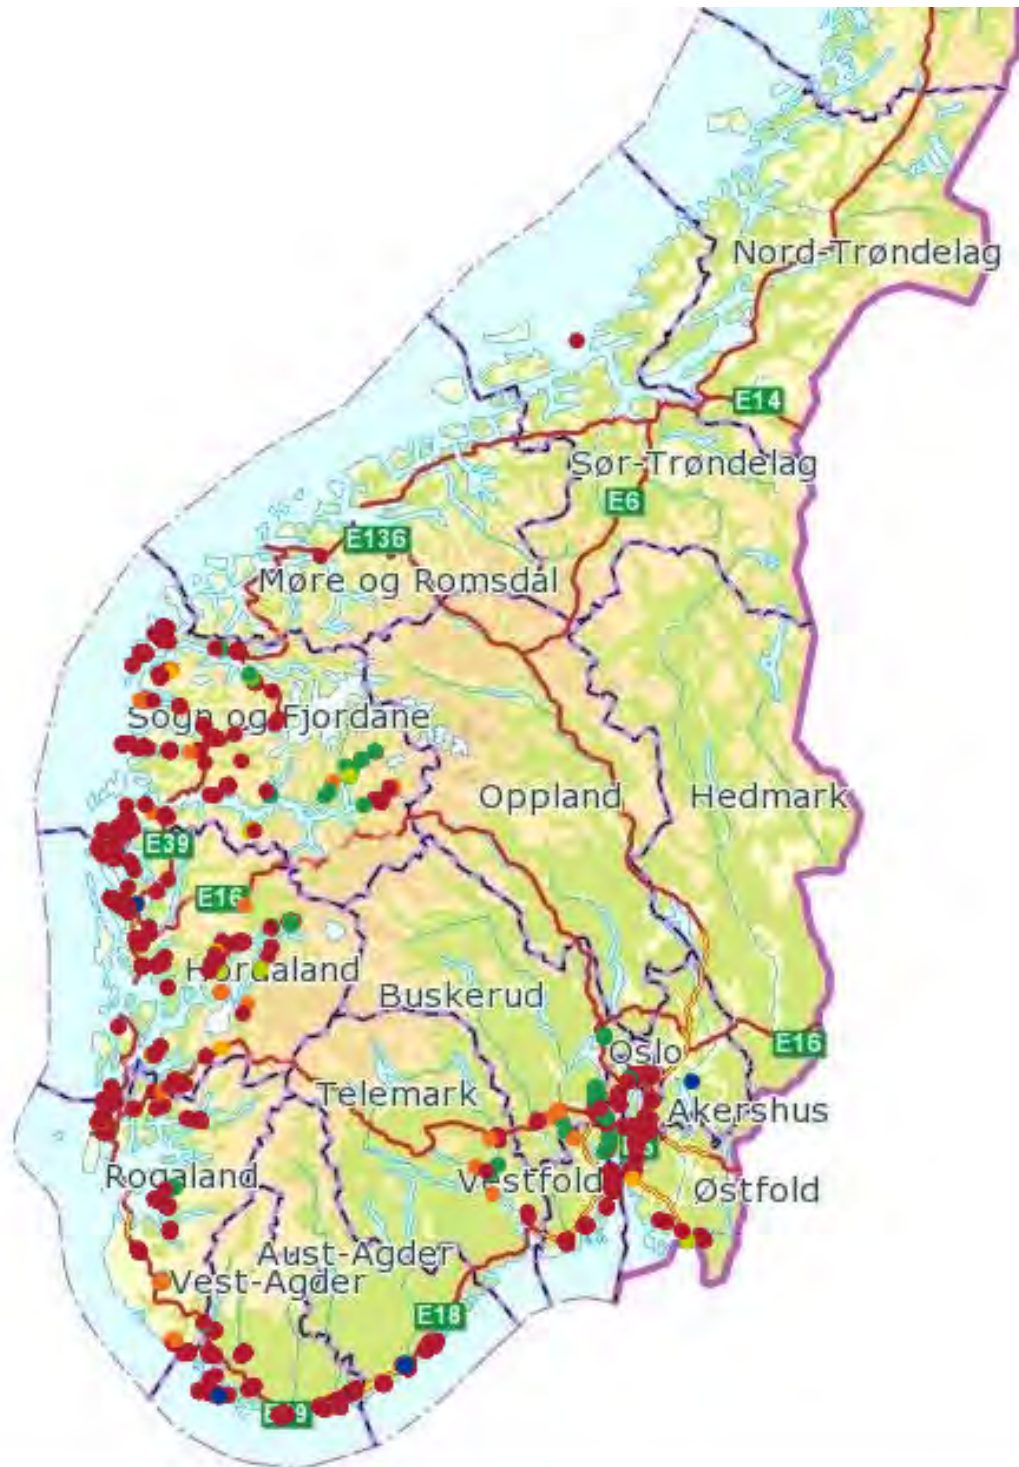 Nord-Trøndelag
E14
Sør-Trøndelag
E6
E136
Møre og Romsdal
Sogn og Fjordane
Oppland
Hedmark
E39
E16
Hordaland
Buskerud
Oslo
E16
Telemark
Akershus
Rogaland
Vestfold
Østfold
Aust-Agder
Vest-Agder
E18